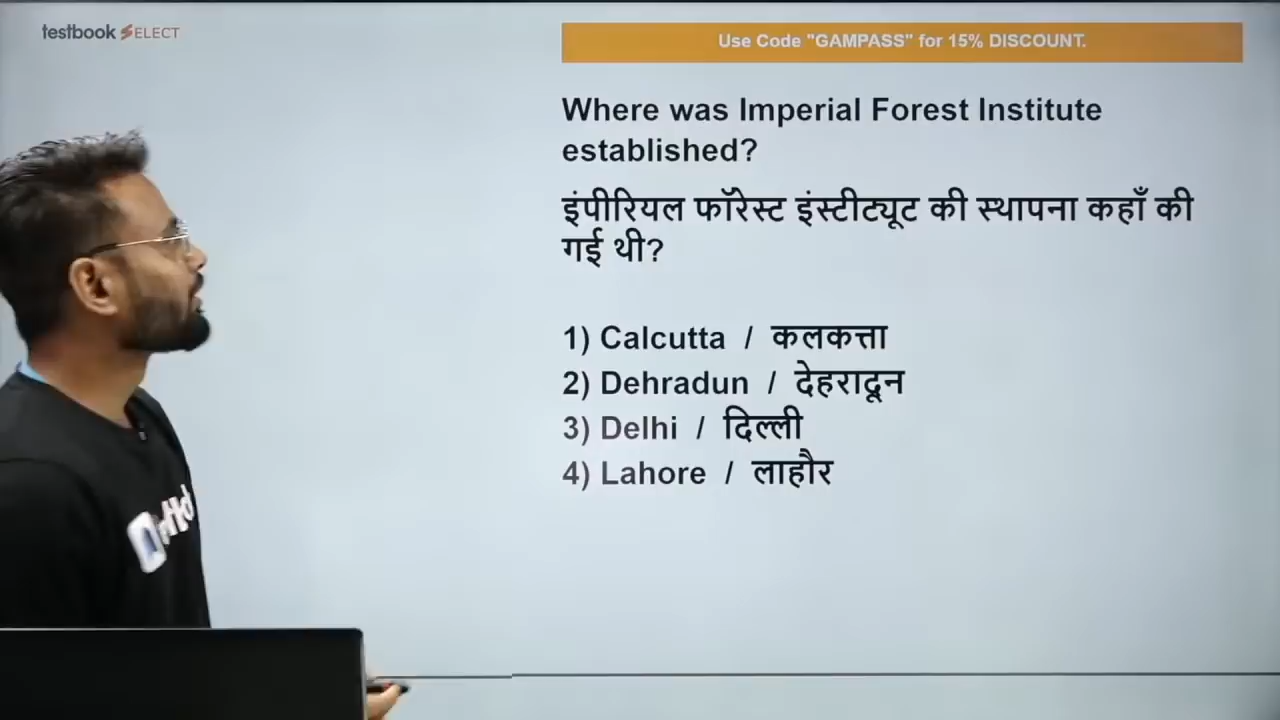 testbook SELECT
Use Code "GAMPASS" for 15% DISCOUNT.
Where was Imperial Forest Institute
established?
इंपीरियल फॉरेस्ट इंस्टीट्यूट की स्थापना कहाँ की
गई थी?
1) Calcutta / कलकत्ता
2) Dehradun / देहरादून
3) Delhi / दिल्ली
4) Lahore / लाहौर